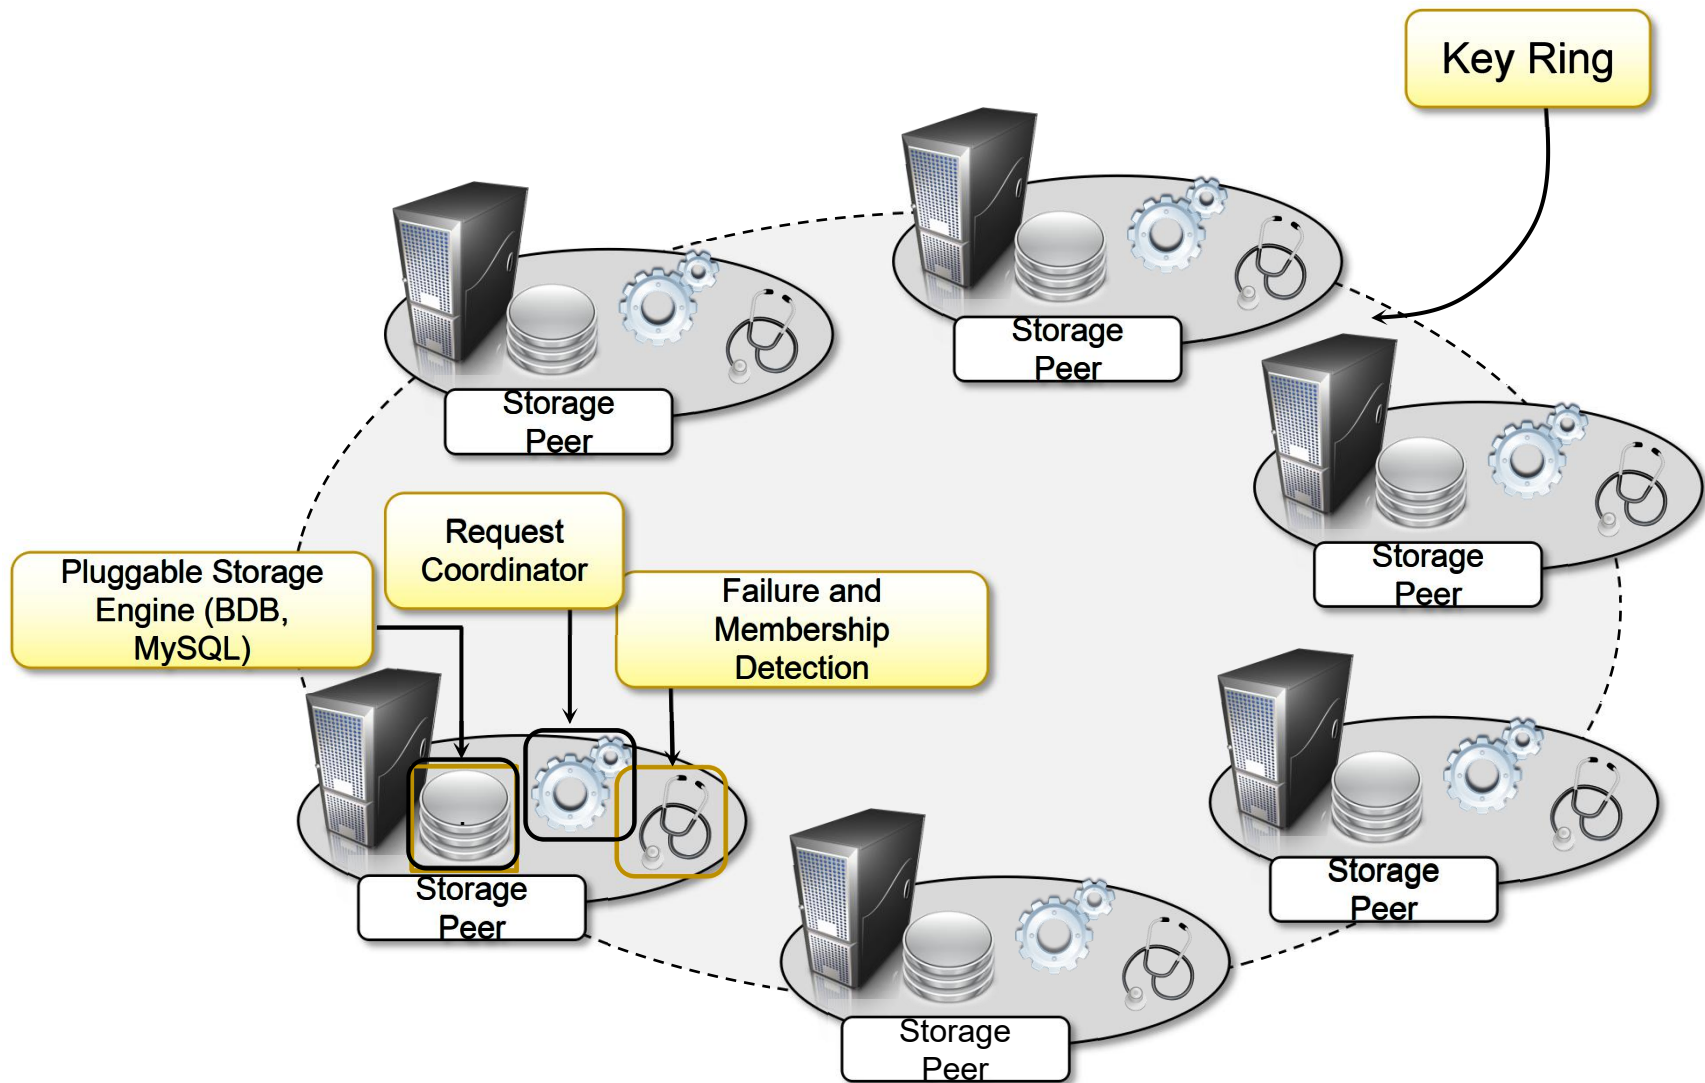 Key Ring
Storage
Peer
Storage
Peer
Storage
Peer
Request
Coordinator
Pluggable Storage
Engine (BDB,
MySQL)
Failure and
Membership
Detection
Storage
Peer
Storage
Peer
Storage
Peer